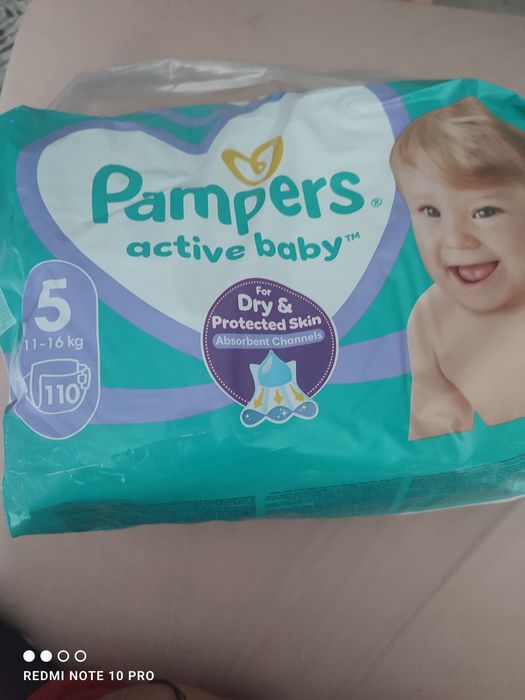 Pampers®
active baby™
For
Dry &
Protected Skin
Absorbent Channels
5
11-16 kg
110
REDMI NOTE 10 PRO